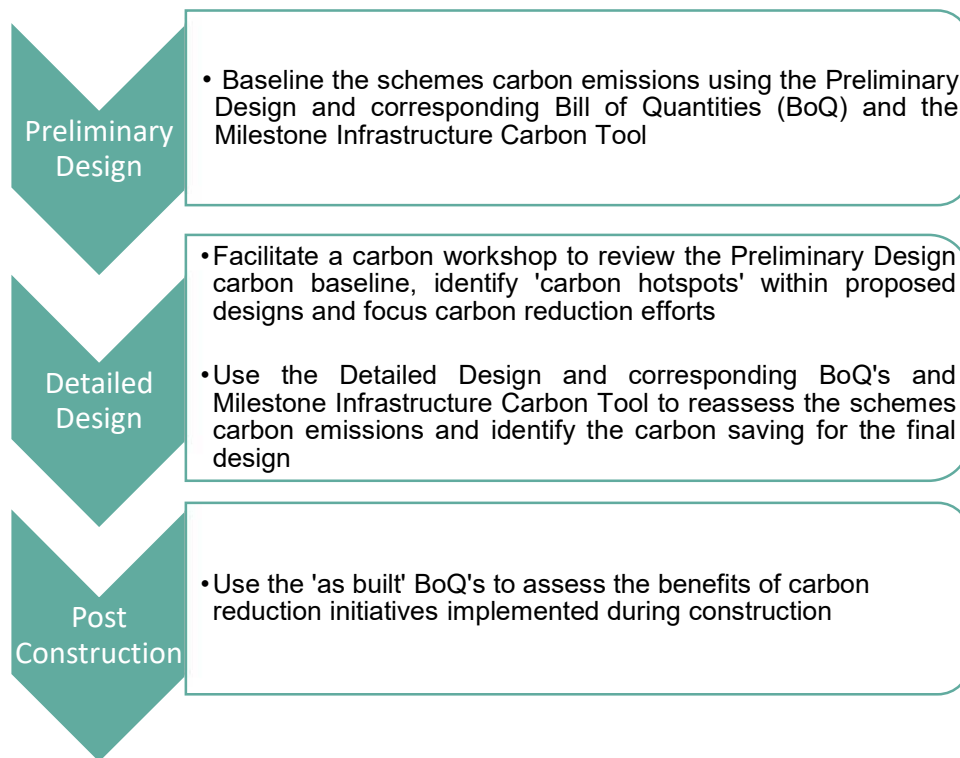 Preliminary
Design
• Baseline the schemes carbon emissions using the Preliminary
Design and corresponding Bill of Quantities (BoQ) and the
Milestone Infrastructure Carbon Tool
Detailed
Design
•Facilitate a carbon workshop to review the Preliminary Design
carbon baseline, identify 'carbon hotspots' within proposed
designs and focus carbon reduction efforts
•Use the Detailed Design and corresponding BoQ's and
Milestone Infrastructure Carbon Tool to reassess the schemes
carbon emissions and identify the carbon saving for the final
design
Post
Construction
•Use the 'as built' BoQ's to assess the benefits of carbon
reduction initiatives implemented during construction